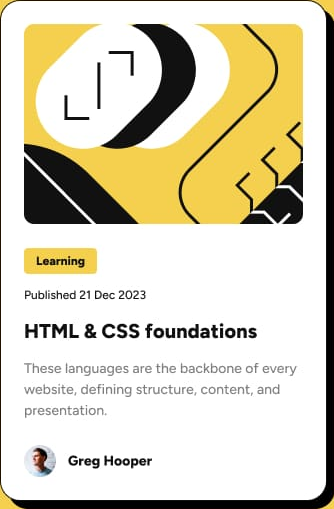 Learning
Published 21 Dec 2023
HTML & CSS foundations
These languages are the backbone of every
website, defining structure, content, and
presentation.
Greg Hooper